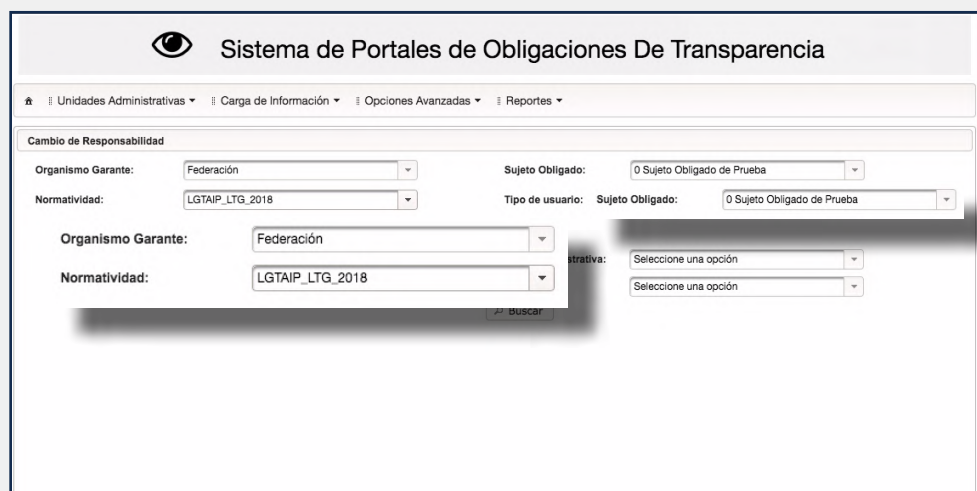 Sistema de Portales de Obligaciones De Transparencia
Unidades Administrativas Carga de Información Opciones Avanzadas Reportes
Cambio de Responsabilidad
Organismo Garante: Federación Sujeto Obligado: 0 Sujeto Obligado de Prueba
Normatividad: LGTAIP_LTG_2018 Tipo de usuario: Sujeto Obligado: 0 Sujeto Obligado de Prueba
Organismo Garante: Federación
Seleccione una opción
Normatividad: LGTAIP_LTG_2018
Seleccione una opción
Buscar